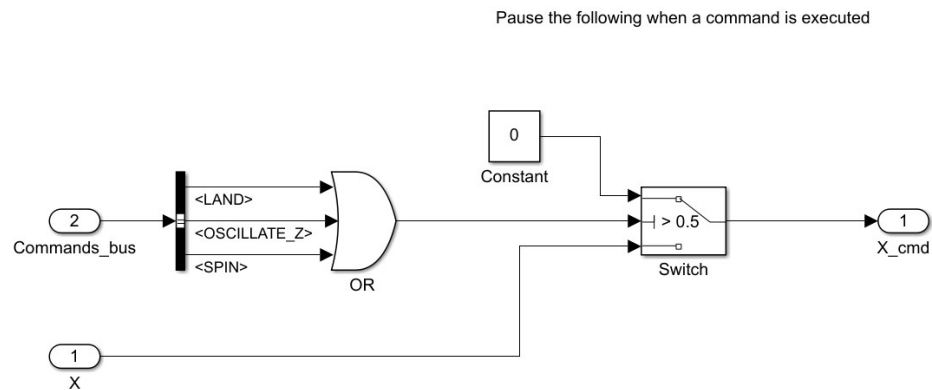 Pause the following when a command is executed
0
Constant
<LAND>
2
<OSCILLATE_Z>
> 0.5
1
Commands_bus
X_cmd
<SPIN>
Switch
OR
1
X